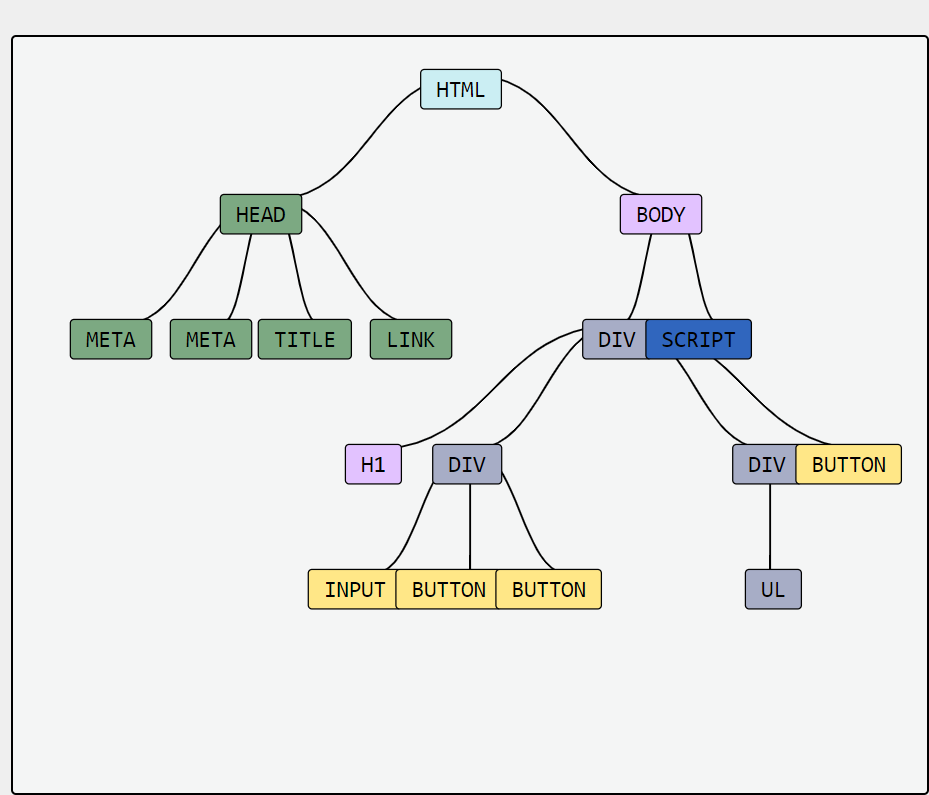 HTML
HEAD BODY
META META TITLE LINK DIV SCRIPT
H1 DIV DIV BUTTON
INPUT BUTTON BUTTON UL